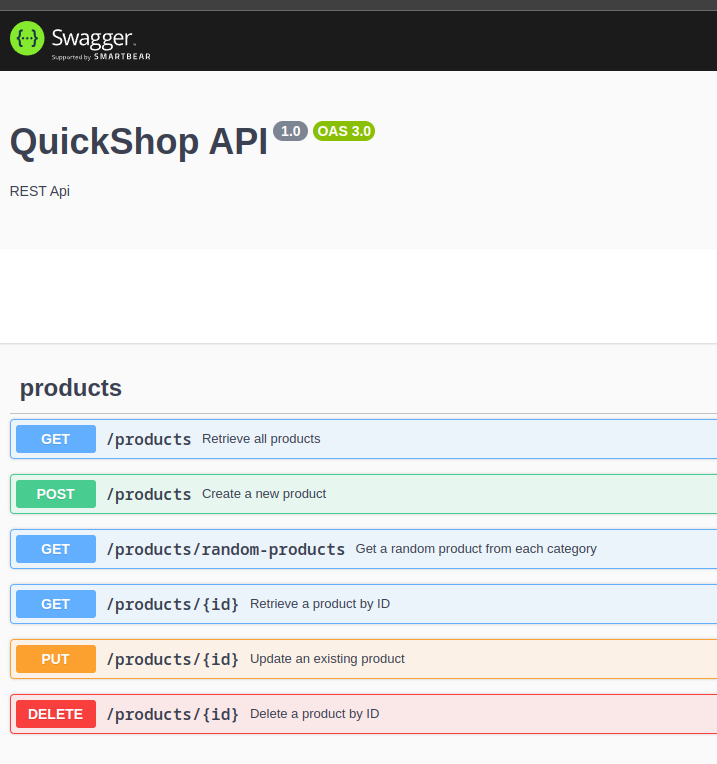 {...} Swagger.
Supported by SMARTBEAR
QuickShop API 1.0 OAS 3.0
REST Api
products
GET /products Retrieve all products
POST /products Create a new product
GET /products/random-products Get a random product from each category
GET /products/{id} Retrieve a product by ID
PUT /products/{id} Update an existing product
DELETE /products/{id} Delete a product by ID